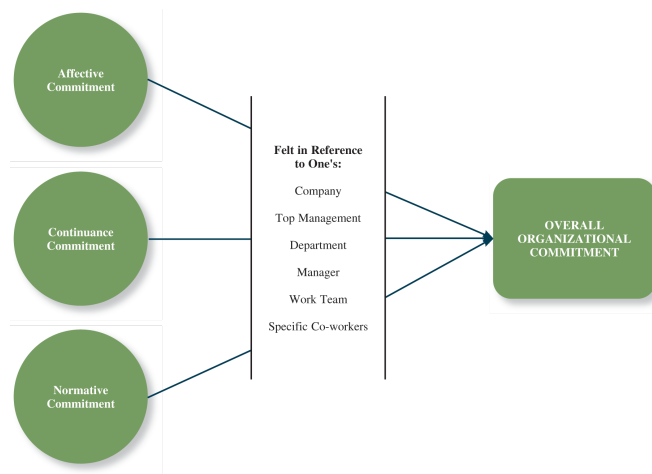 Affective
Commitment
Continuance
Commitment
Normative
Commitment
Felt in Reference
to One's:
Company
Top Management
Department
Manager
Work Team
Specific Co-workers
OVERALL
ORGANIZATIONAL
COMMITMENT